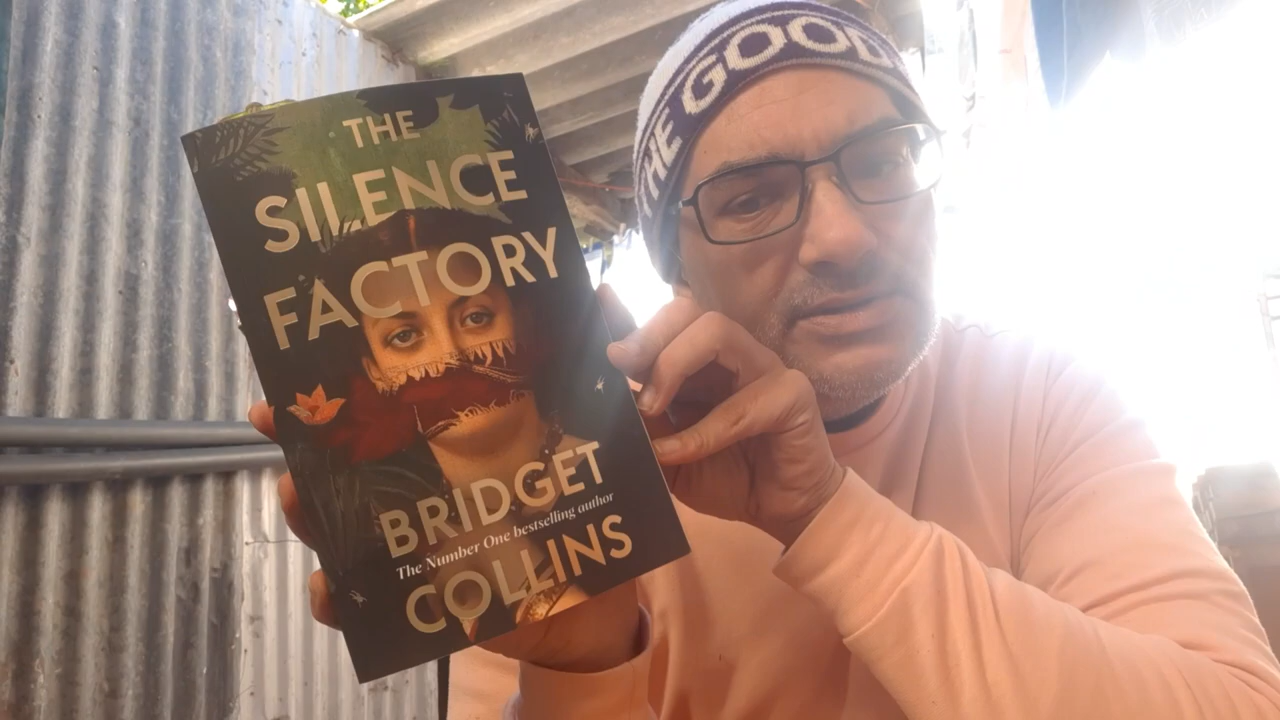 THE
SILENCE
FACTORY
BRIDGET
The Number One bestselling author
COLLINS
THE GOOD